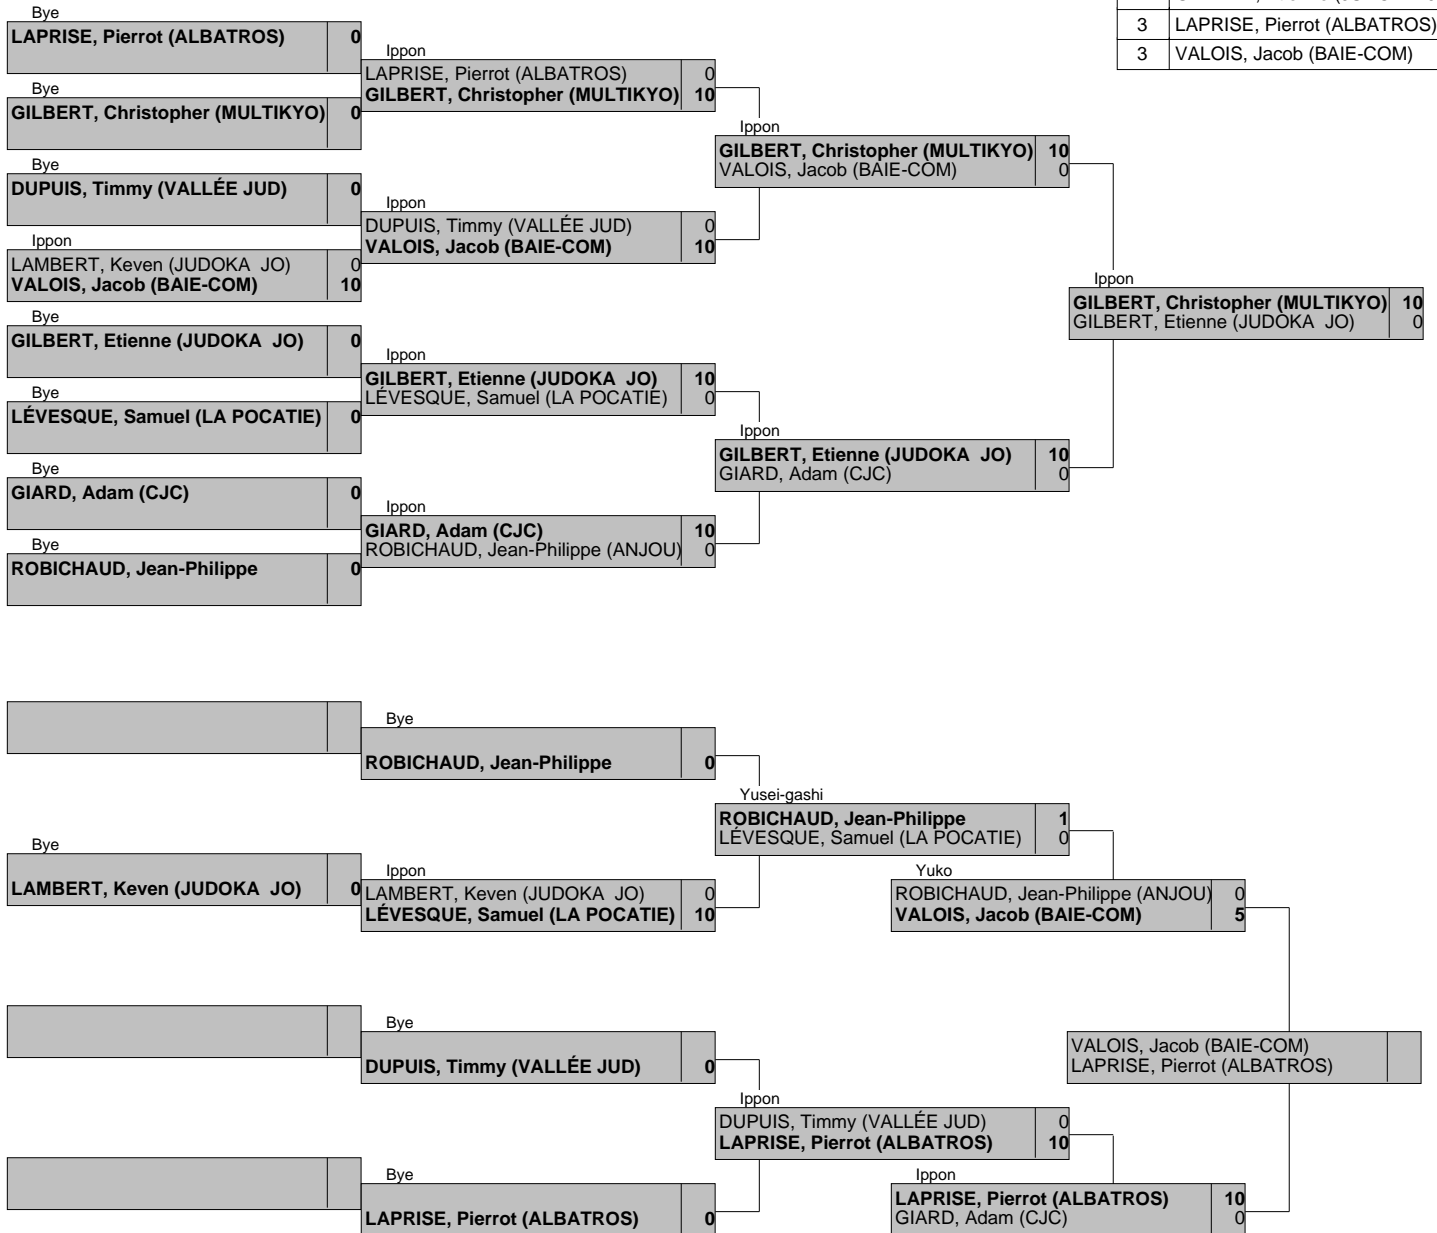 Bye
LAPRISE, Pierrot (ALBATROS) 0
Bye
GILBERT, Christopher (MULTIKYO) 0
Bye
DUPUIS, Timmy (VALLÉE JUD) 0
Ippon
LAMBERT, Keven (JUDOKA JO) 0
VALOIS, Jacob (BAIE-COM) 10
Bye
GILBERT, Etienne (JUDOKA JO) 0
Bye
LÉVESQUE, Samuel (LA POCATIE) 0
Bye
GIARD, Adam (CJC) 0
Bye
ROBICHAUD, Jean-Philippe 0
Ippon
LAPRISE, Pierrot (ALBATROS) 0
GILBERT, Christopher (MULTIKYO) 10
Ippon
DUPUIS, Timmy (VALLÉE JUD) 0
VALOIS, Jacob (BAIE-COM) 10
Ippon
GILBERT, Etienne (JUDOKA JO) 10
LÉVESQUE, Samuel (LA POCATIE) 0
Ippon
GIARD, Adam (CJC) 10
ROBICHAUD, Jean-Philippe (ANJOU) 0
Ippon
GILBERT, Christopher (MULTIKYO) 10
VALOIS, Jacob (BAIE-COM) 0
Ippon
GILBERT, Etienne (JUDOKA JO) 10
GIARD, Adam (CJC) 0
Ippon
GILBERT, Christopher (MULTIKYO) 10
GILBERT, Etienne (JUDOKA JO) 0
3 LAPRISE, Pierrot (ALBATROS)
3 VALOIS, Jacob (BAIE-COM)
Bye
LAMBERT, Keven (JUDOKA JO) 0
Bye
ROBICHAUD, Jean-Philippe 0
Ippon
LAMBERT, Keven (JUDOKA JO) 0
LÉVESQUE, Samuel (LA POCATIE) 10
Bye
DUPUIS, Timmy (VALLÉE JUD) 0
Bye
LAPRISE, Pierrot (ALBATROS) 0
Yusei-gashi
ROBICHAUD, Jean-Philippe 1
LÉVESQUE, Samuel (LA POCATIE) 0
Yuko
ROBICHAUD, Jean-Philippe (ANJOU) 0
VALOIS, Jacob (BAIE-COM) 5
Ippon
DUPUIS, Timmy (VALLÉE JUD) 0
LAPRISE, Pierrot (ALBATROS) 10
Ippon
LAPRISE, Pierrot (ALBATROS) 10
GIARD, Adam (CJC) 0
VALOIS, Jacob (BAIE-COM)
LAPRISE, Pierrot (ALBATROS)